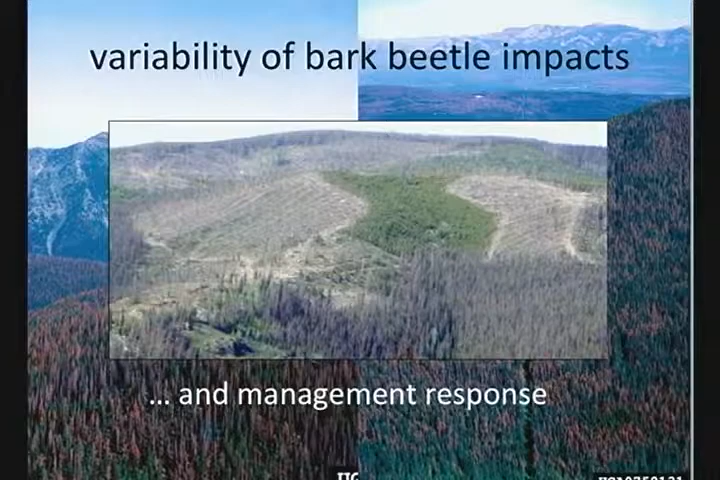 variability of bark beetle impacts
... and management response